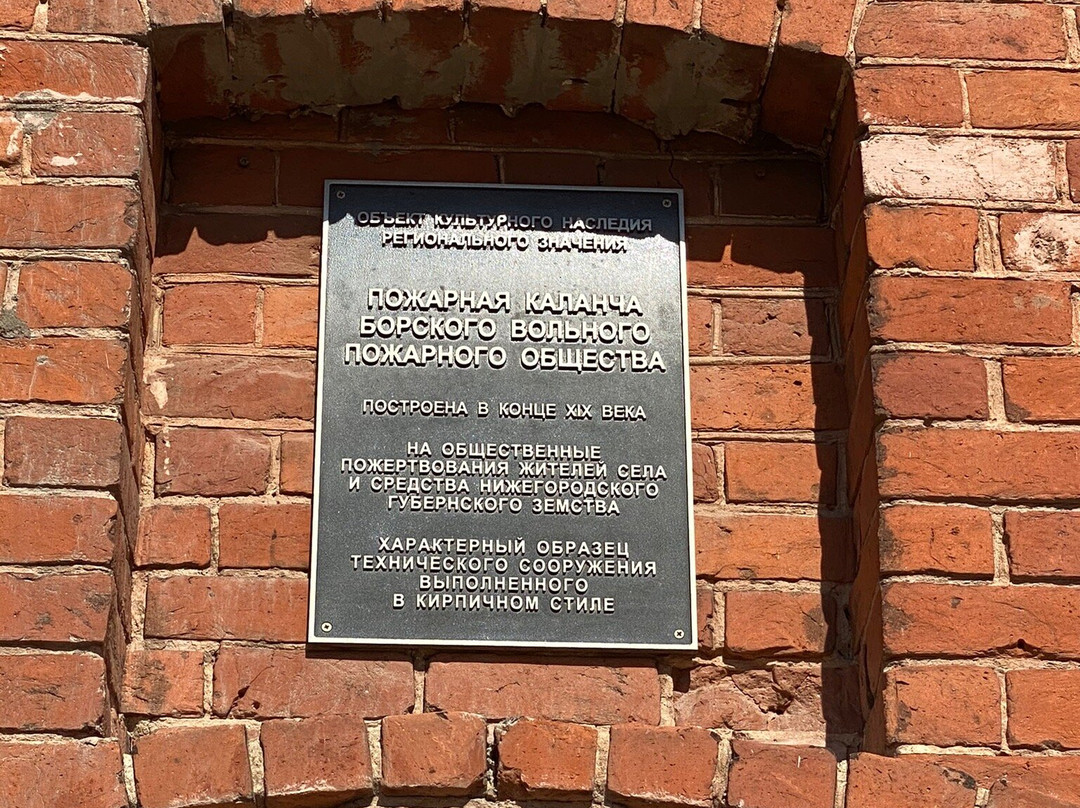 ОБЪЕКТ КУЛЬТУРНОГО НАСЛЕДИЯ
РЕГИОНАЛЬНОГО ЗНАЧЕНИЯ
ПОЖАРНАЯ КАЛАНЧА
БОРСКОГО ВОЛЬНОГО
ПОЖАРНОГО ОБЩЕСТВА
ПОСТРОЕНА В КОНЦЕ XIX ВЕКА
НА ОБЩЕСТВЕННЫЕ
ПОЖЕРТВОВАНИЯ ЖИТЕЛЕЙ СЕЛА
И СРЕДСТВА НИЖЕГОРОДСКОГО
ГУБЕРНСКОГО ЗЕМСТВА
ХАРАКТЕРНЫЙ ОБРАЗЕЦ
ТЕХНИЧЕСКОГО СООРУЖЕНИЯ
ВЫПОЛНЕННОГО
В КИРПИЧНОМ СТИЛЕ